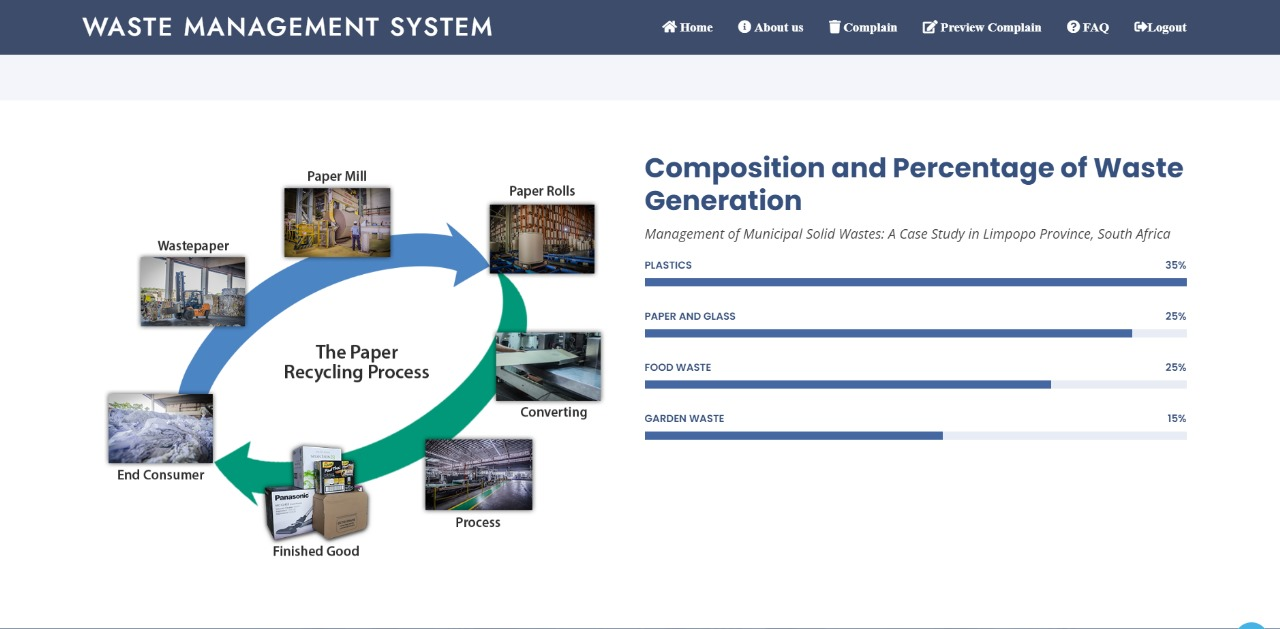 WASTE MANAGEMENT SYSTEM
Home
About us
Complain
Preview Complain
FAQ
Logout
Paper Mill
Paper Rolls
Wastepaper
The Paper
Recycling Process
Converting
End Consumer
Panasonic
Process
Finished Good
Composition and Percentage of Waste
Generation
Management of Municipal Solid Wastes: A Case Study in Limpopo Province, South Africa
PLASTICS 35%
PAPER AND GLASS 25%
FOOD WASTE 25%
GARDEN WASTE 15%